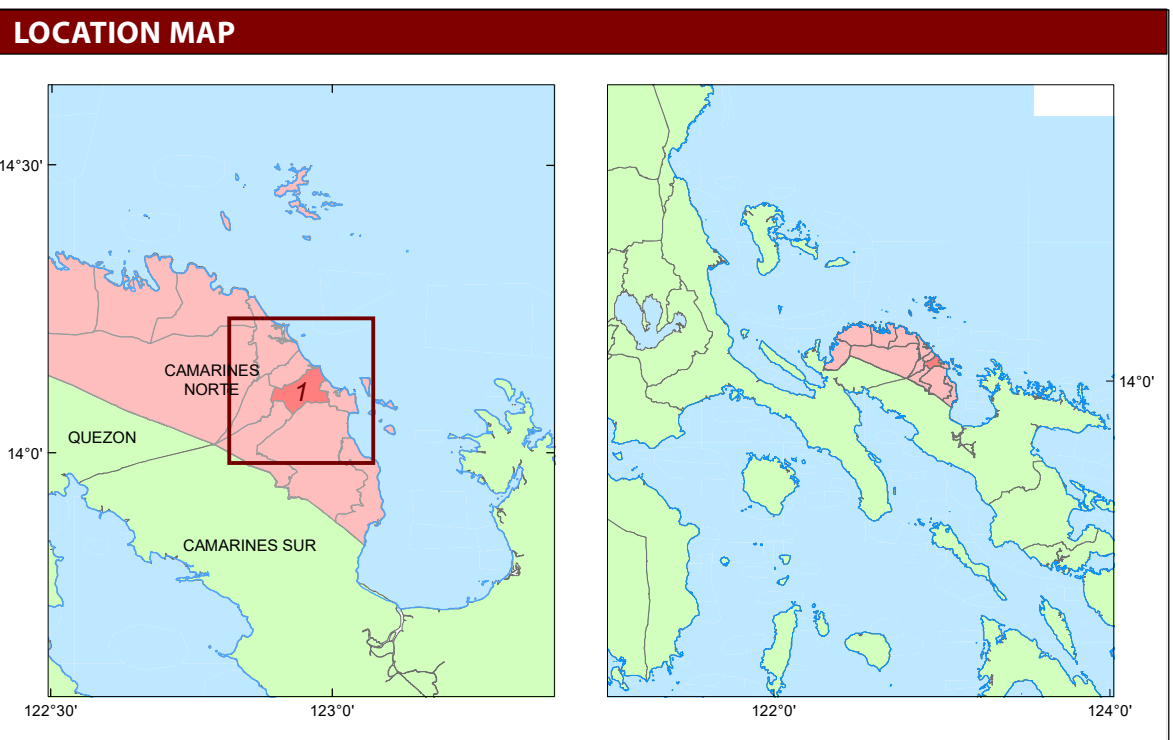 LOCATION MAP
14°30'
CAMARINES
NORTE
1
QUEZON
14°0'
CAMARINES SUR
122°30'
123°0'
14°0'
122°0'
124°0'